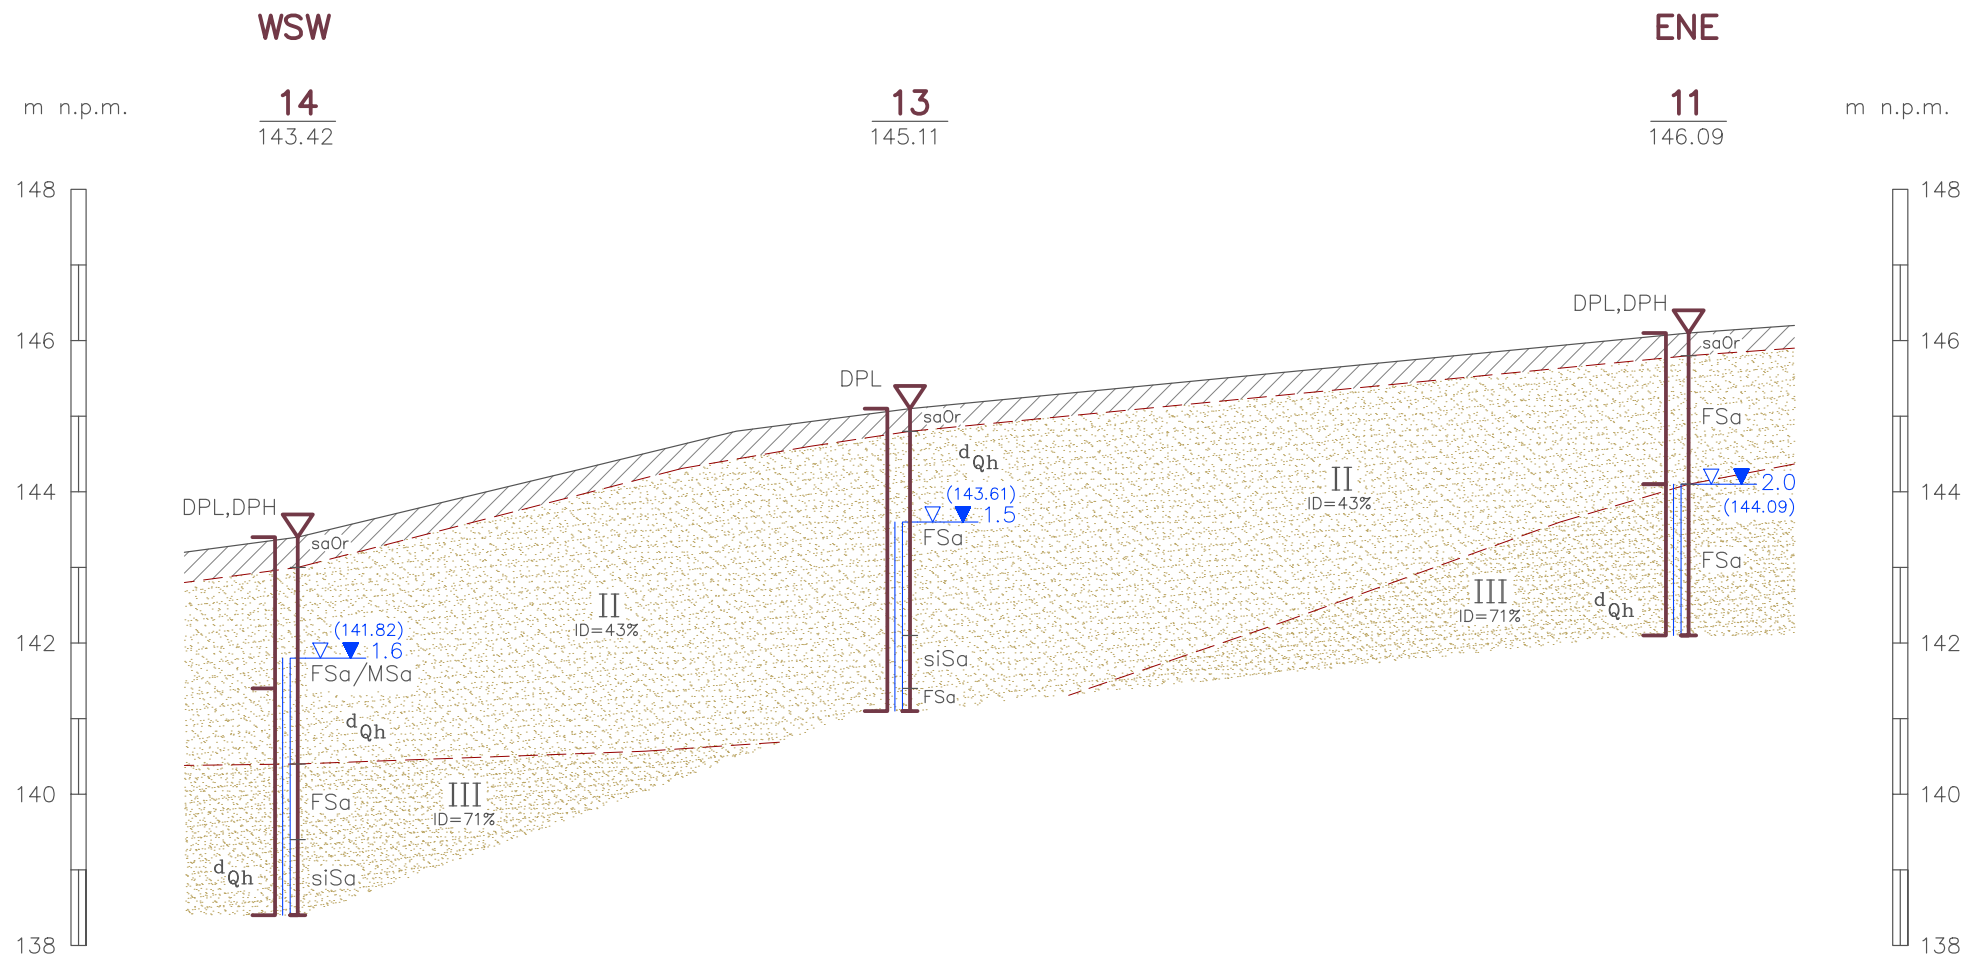 WSW
ENE
14
13
11
m n.p.m.
m n.p.m.
143.42
145.11
146.09
148
148
DPL,DPH
146
saOr
146
DPL
saOr
FSa
dQh
II
ID=43%
144
(143.61)
1.5
2.0
144
DPL,DPH
(144.09)
saOr
FSa
FSa
III
ID=71%
dQh
II
ID=43%
(141.82)
142
1.6
142
FSa/MSa
siSa
FSa
dQh
140
III
ID=71%
FSa
140
dQh
siSa
138
138